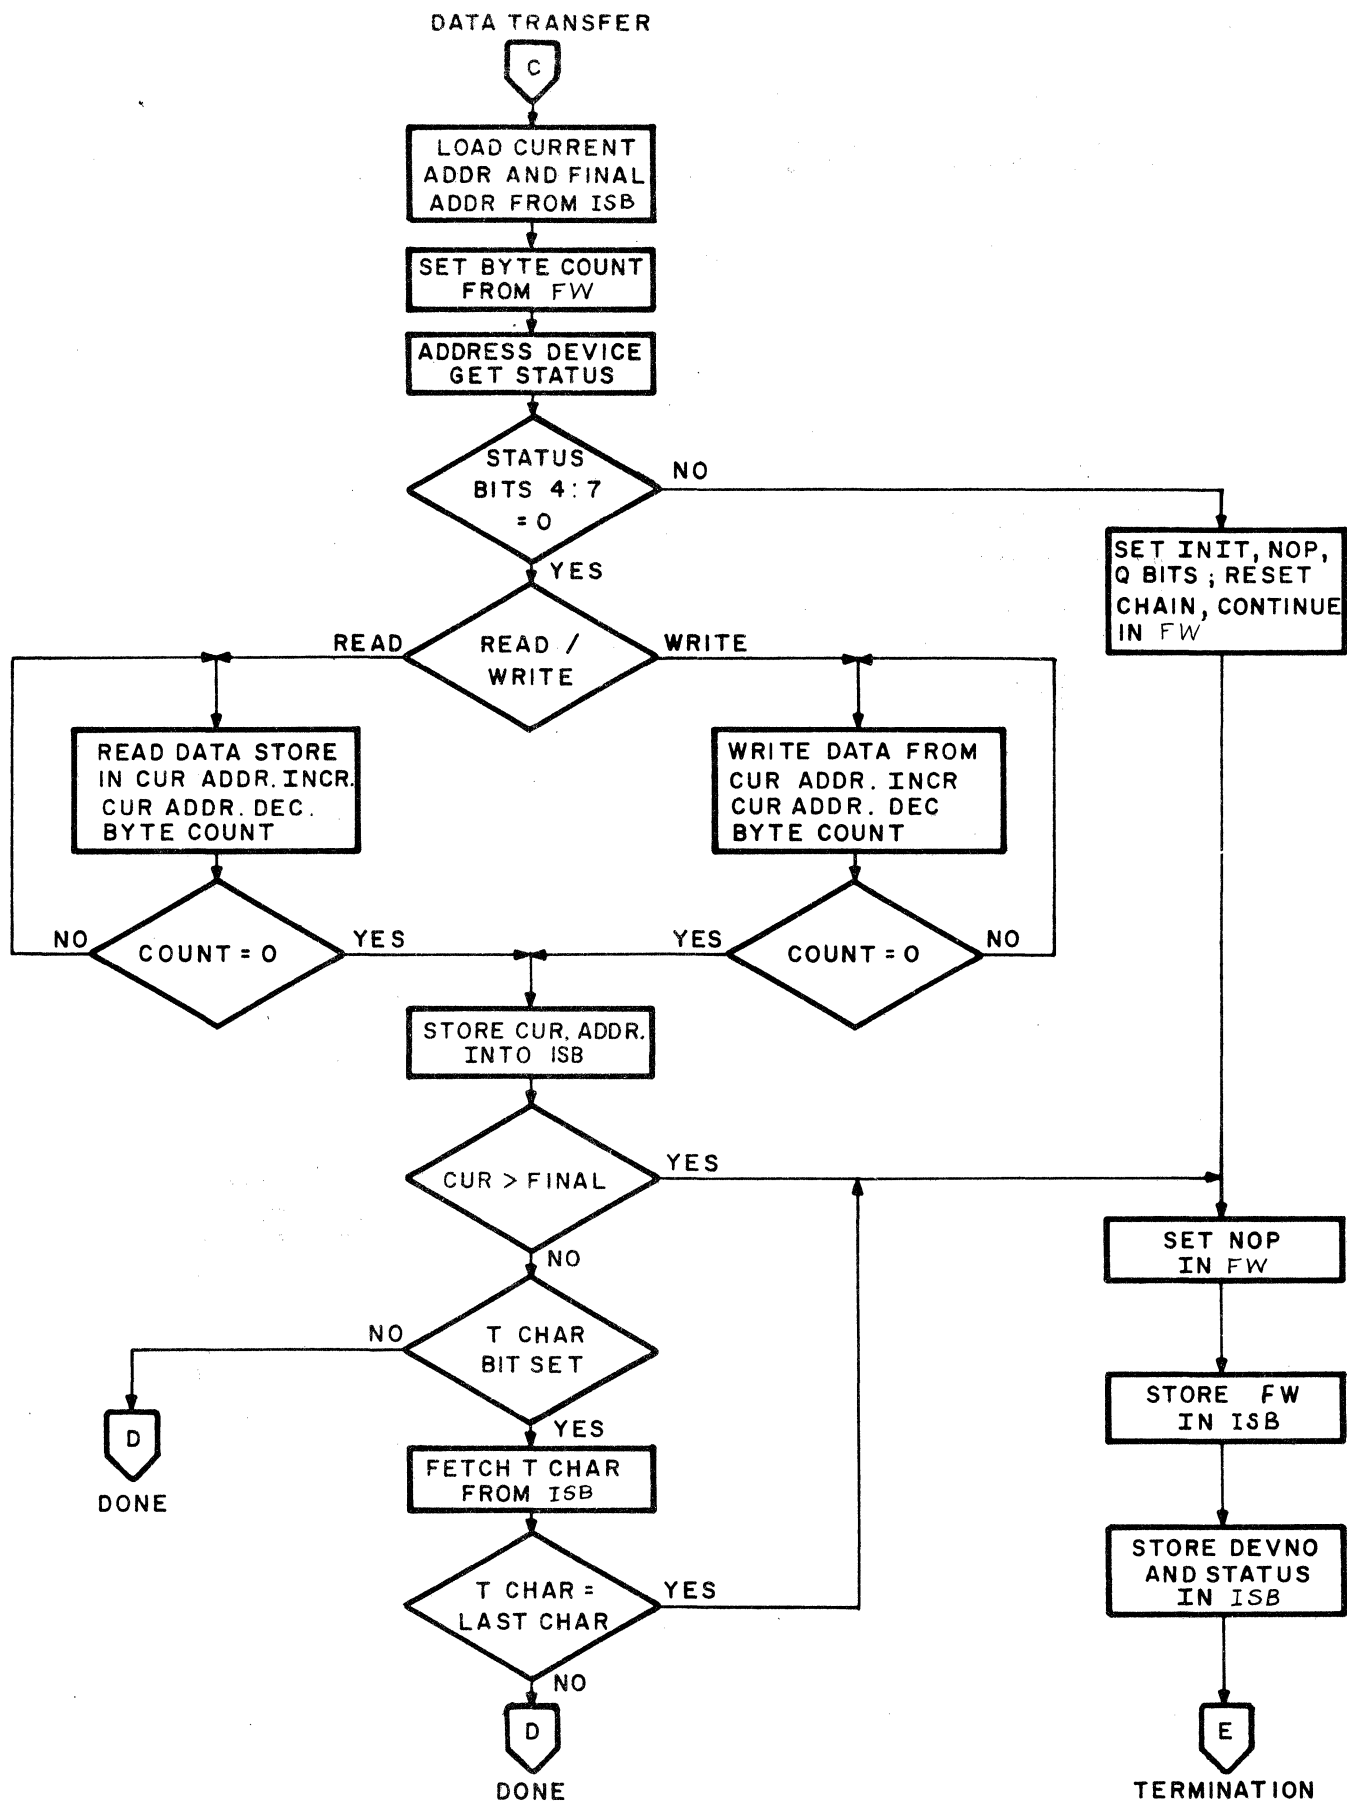 DATA TRANSFER
C
LOAD CURRENT
ADDR AND FINAL
ADDR FROM ISB
SET BYTE COUNT
FROM FW
ADDRESS DEVICE
GET STATUS
STATUS
BITS 4:7
=0
NO
YES
SET INIT, NOP,
Q BITS; RESET
CHAIN, CONTINUE
IN FW
READ
READ /
WRITE
WRITE
READ DATA STORE
IN CUR ADDR. INCR.
CUR ADDR. DEC.
BYTE COUNT
WRITE DATA FROM
CUR ADDR. INCR
CUR ADDR. DEC
BYTE COUNT
NO
COUNT = 0
YES
YES
COUNT = 0
NO
STORE CUR. ADDR.
INTO ISB
CUR > FINAL
YES
NO
SET NOP
IN FW
NO
T CHAR
BIT SET
YES
D
DONE
STORE FW
IN ISB
FETCH T CHAR
FROM ISB
T CHAR =
LAST CHAR
YES
NO
STORE DEVNO
AND STATUS
IN ISB
D
DONE
E
TERMINATION